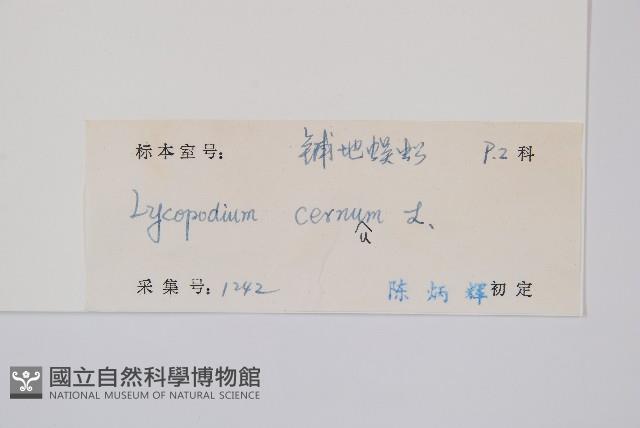 标本室号: 铺地蜈蚣 P.2 科
Lycopodium cernum L.
u
采集号: 1242 陈炳辉 初定
國立自然科學博物館
NATIONAL MUSEUM OF NATURAL SCIENCE